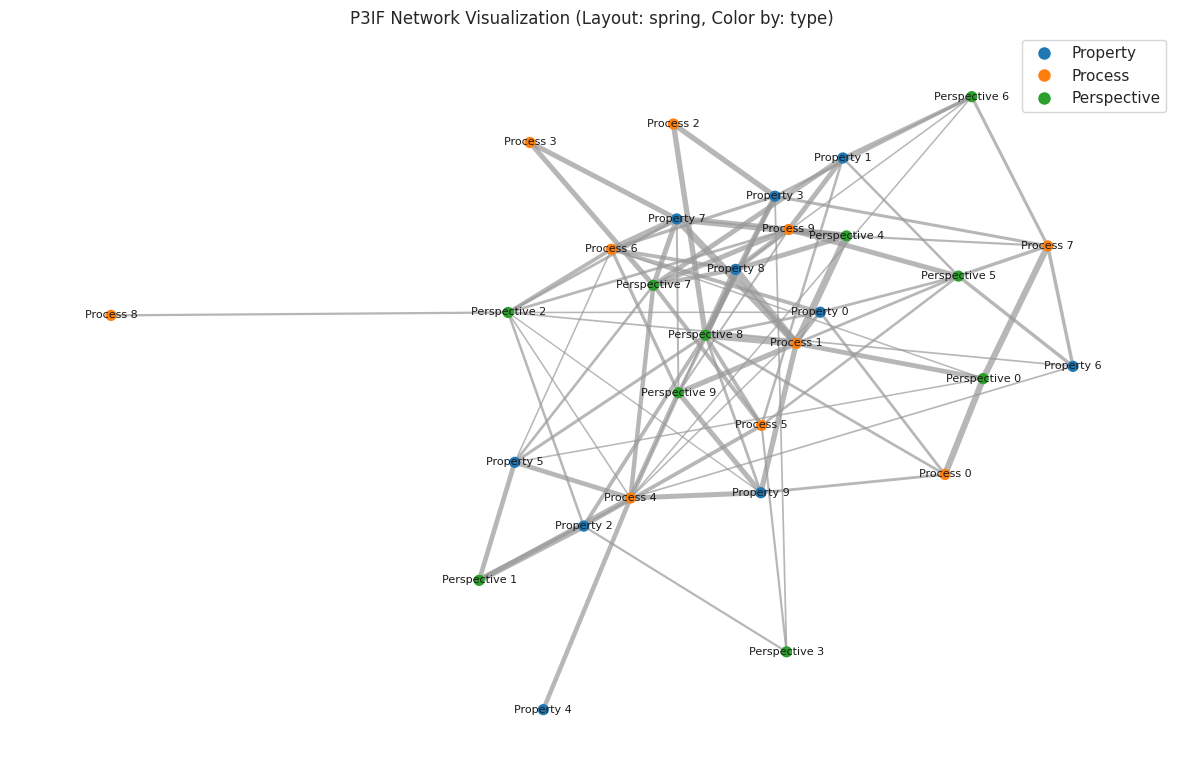 P3IF Network Visualization (Layout: spring, Color by: type)
Property
Process
Perspective
Perspective 6
Process 2
Process 3
Property 1
Property 3
Property 7
Process 9
Perspective 4
Process 7
Process 6
Property 8
Perspective 5
Perspective 7
Process 8
Perspective 2
Property 0
Perspective 8
Process 1
Property 6
Perspective 0
Perspective 9
Process 5
Property 5
Process 0
Process 4
Property 9
Property 2
Perspective 1
Perspective 3
Property 4